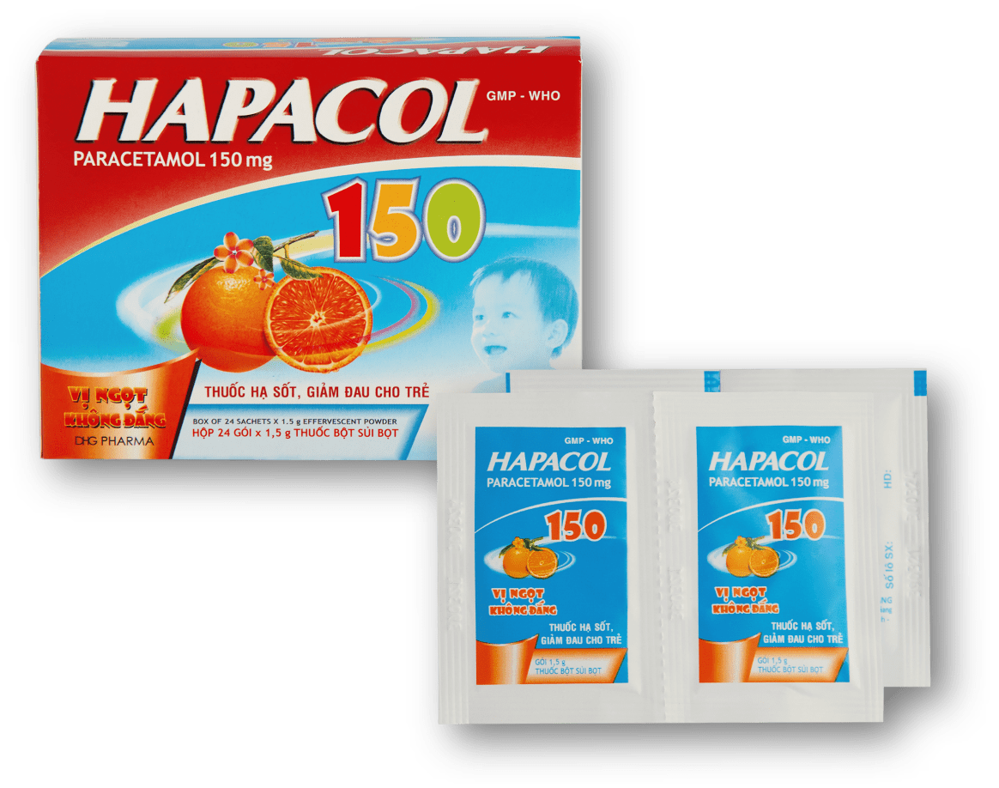 HAPACOL
HAPACOL
GMP - WHO
PARACETAMOL 150 mg
150
THUỐC HẠ SỐT, GIẢM ĐAU CHO TRẺ
VỊ NGỌT
KHÔNG ĐẮNG
DHG PHARMA
BOX OF 24 SACHETS X 1.5 g EFFERVESCENT POWDER
HỘP 24 GÓI x 1,5 g THUỐC BỘT SỦI BỌT
GMP - WHO
HAPACOL
PARACETAMOL 150 mg
150
VỊ NGỌT
KHÔNG ĐẮNG
THUỐC HẠ SỐT,
GIẢM ĐAU CHO TRẺ
GÓI 1,5 g
THUỐC BỘT SỦI BỌT
GMP - WHO
HAPACOL
PARACETAMOL 150 mg
150
VỊ NGỌT
KHÔNG ĐẮNG
THUỐC HẠ SỐT,
GIẢM ĐAU CHO TRẺ
GÓI 1,5 g
THUỐC BỘT SỦI BỌT
Số lô SX:
HD: